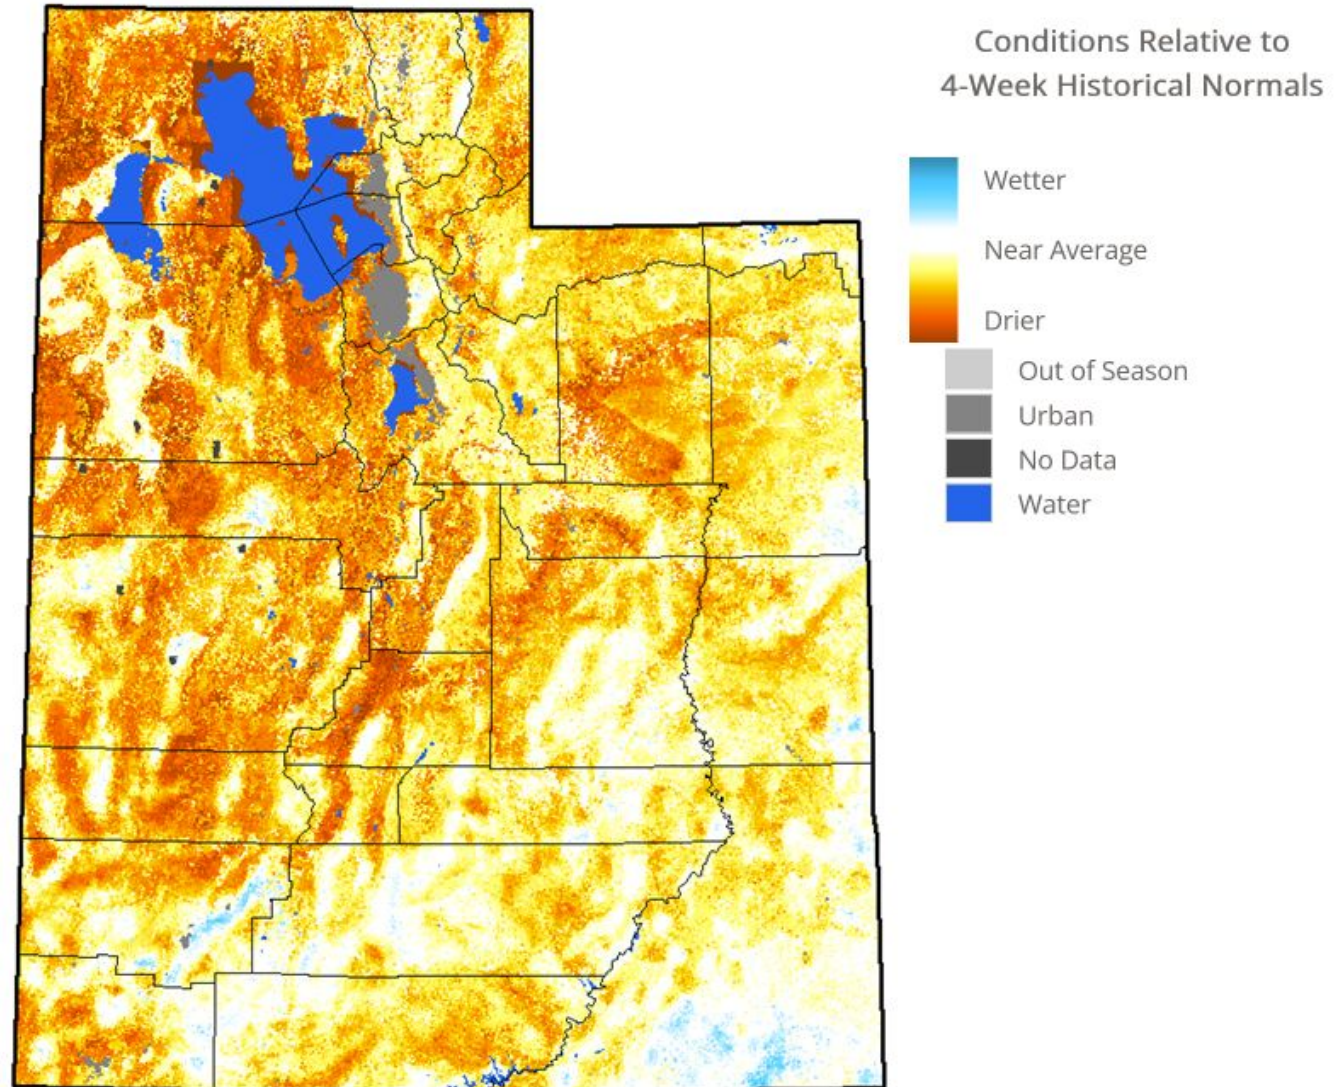 Conditions Relative to
4-Week Historical Normals
Wetter
Near Average
Drier
Out of Season
Urban
No Data
Water